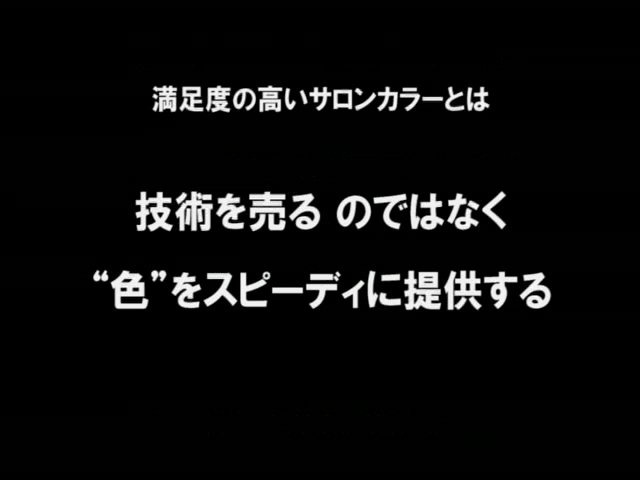 満足度の高いサロンカラーとは
技術を売る のではなく
“色”をスピーディに提供する